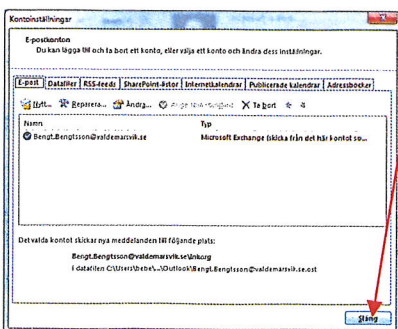 Kontoinställningar
E-postkonton
Du kan lägga till och ta bort ett konto, eller välja ett konto och ändra dess inställningar.
E-post Datafiler RSS-feeds SharePoint-listor Internetkalendrar Publicerade kalendrar Adressböcker
Nytt... Reparera... Ändra... Ange som standard Ta bort
Namn Typ
Bengt.Bengtsson@valdemarsvik.se Microsoft Exchange (skicka från det här kontot so...
Det valda kontot skickar nya meddelanden till följande plats:
Bengt.Bengtsson@valdemarsvik.se\Inkorg
i datafilen C:\Users\bebe\...\Outlook\Bengt.Bengtsson@valdemarsvik.se.ost
Stäng